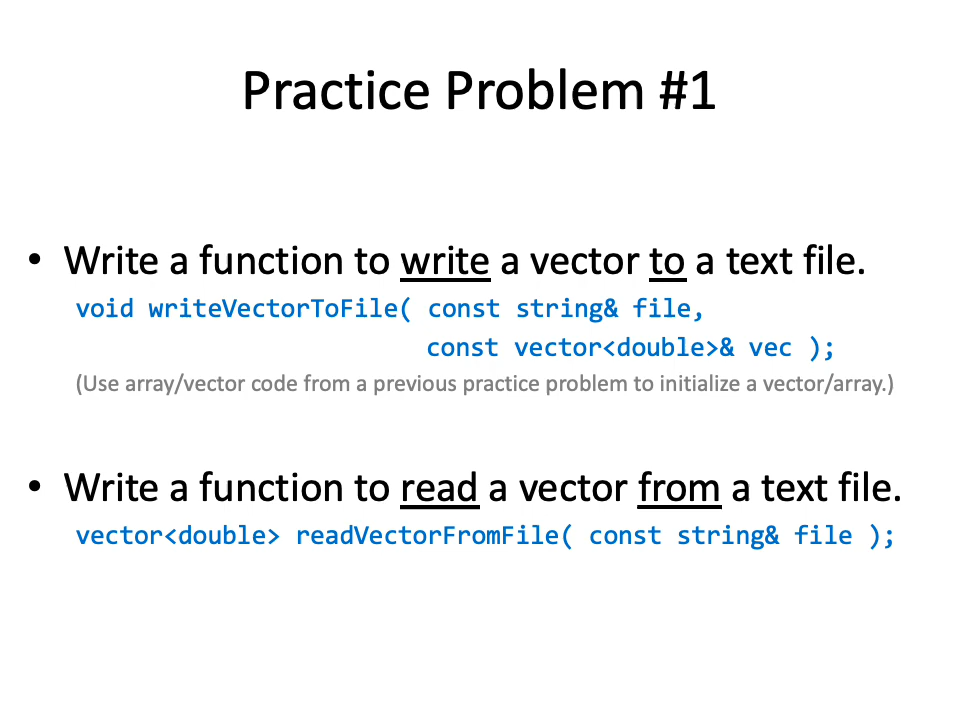 Practice Problem #1
• Write a function to write a vector to a text file.
void writeVectorToFile( const string& file,
const vector<double>& vec );
(Use array/vector code from a previous practice problem to initialize a vector/array.)
• Write a function to read a vector from a text file.
vector<double> readVectorFromFile( const string& file );